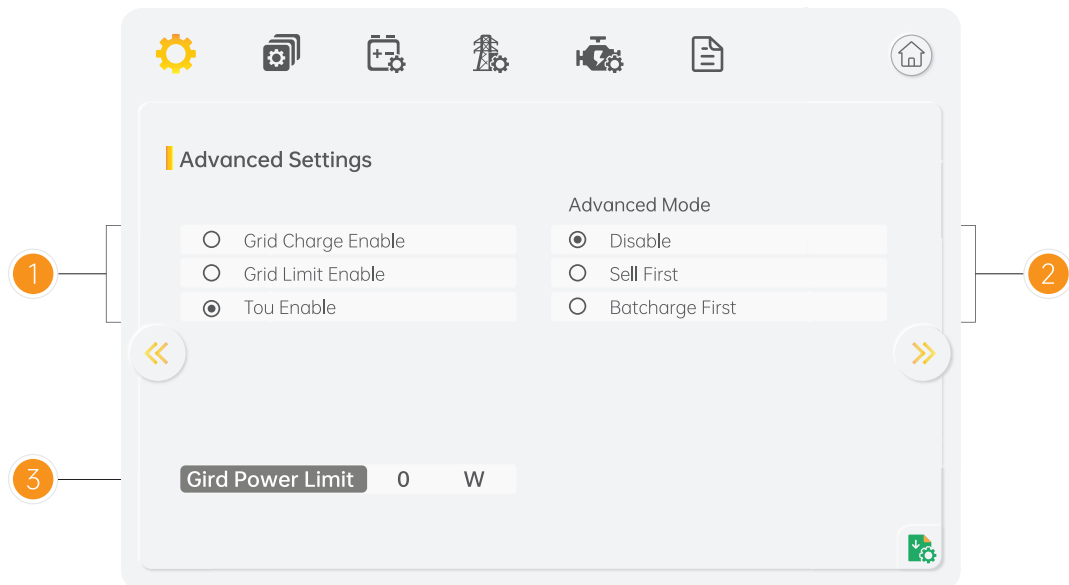 Advanced Settings
Advanced Mode
Grid Charge Enable
Grid Limit Enable
Tou Enable
Disable
Sell First
Batcharge First
1
2
3
Gird Power Limit 0 W